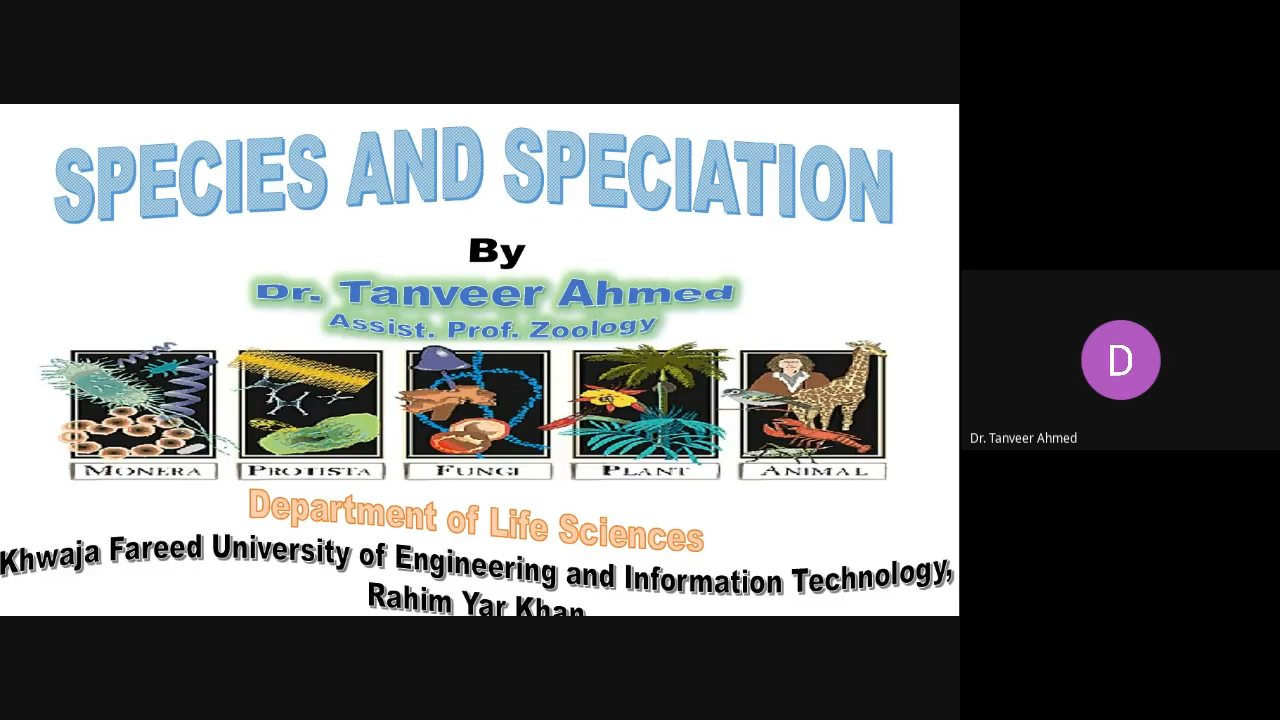 SPECIES AND SPECIATION
By
Dr. Tanveer Ahmed
Assist. Prof. Zoology
MONERA
PROTISTA
FUNGI
PLANT
ANIMAL
Department of Life Sciences
Khwaja Fareed University of Engineering and Information Technology,
Rahim Yar Khan
D
Dr. Tanveer Ahmed